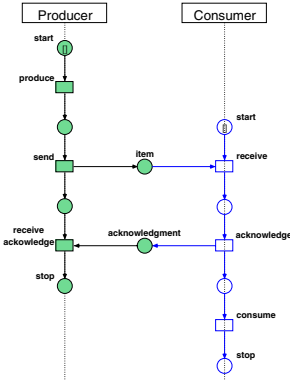 Producer
Consumer
start
produce
start
send
item
receive
receive
ackowledge
acknowledgment
acknowledge
stop
consume
stop